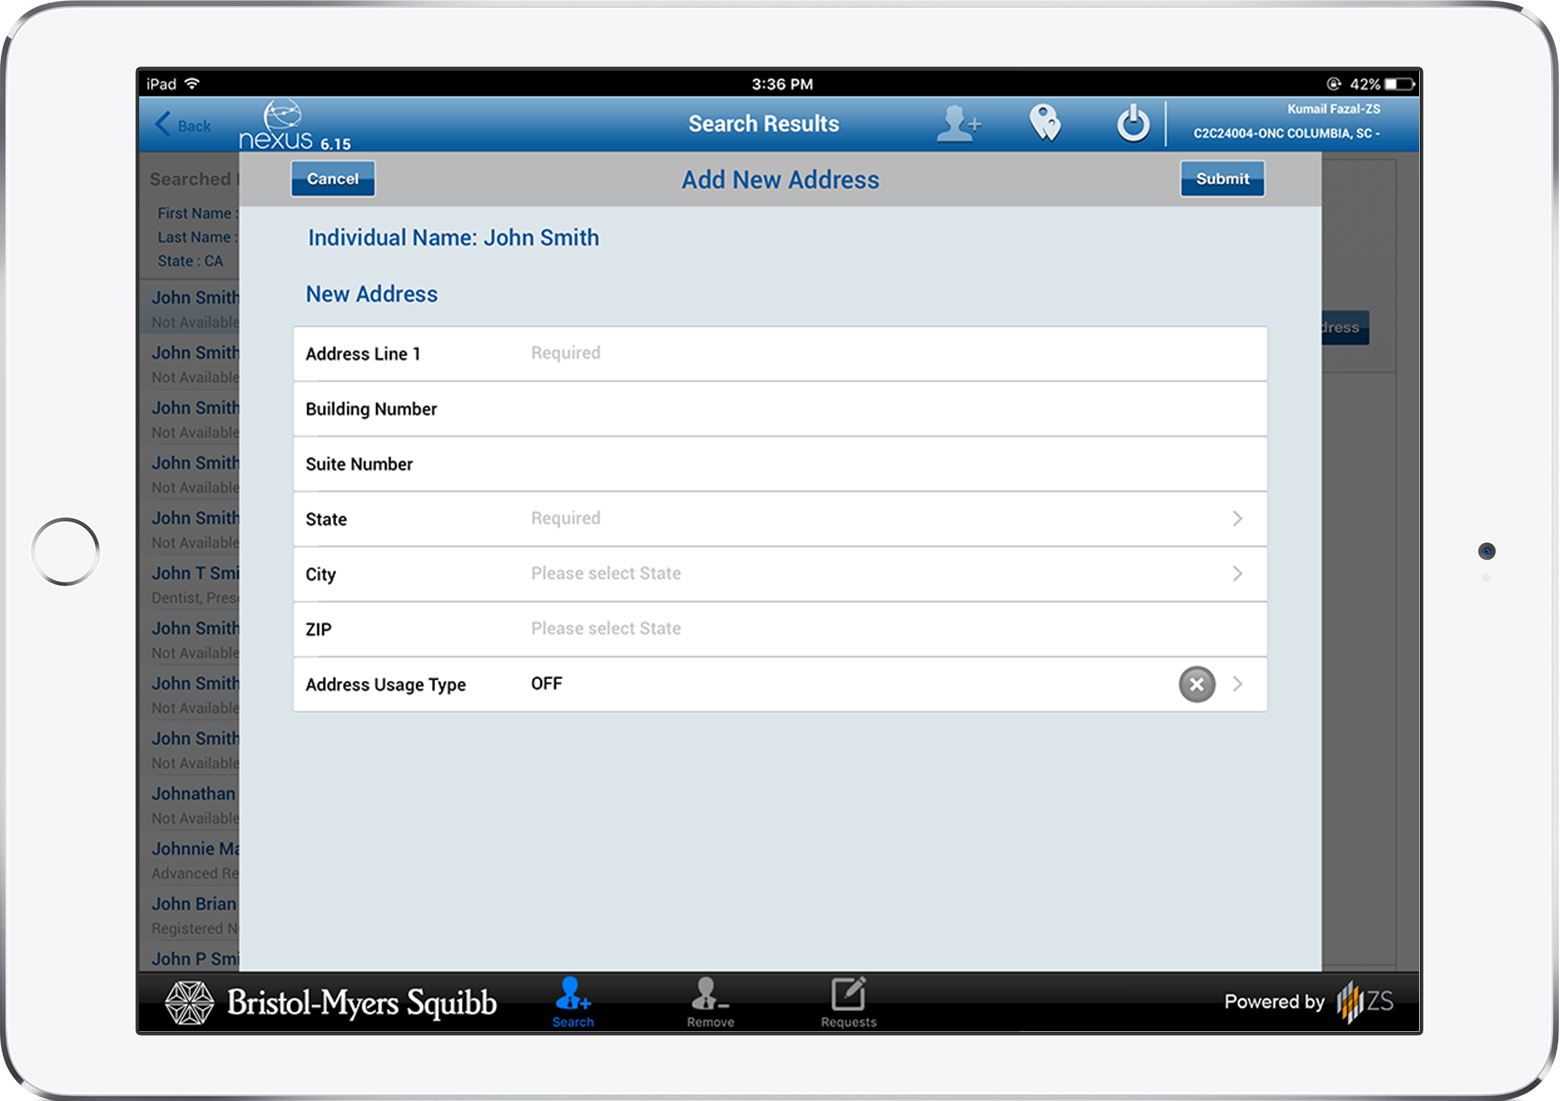 iPad
3:36 PM
42%
Back
nexus 6.15
Search Results
Kumail Fazal-ZS
C2C24004-ONC COLUMBIA, SC -
Searched
Cancel
Add New Address
Submit
First Name :
Last Name :
State : CA
Individual Name: John Smith
New Address
John Smith
Not Available
John Smith
Not Available
John Smith
Not Available
John Smith
Not Available
John Smith
Not Available
John T Smi
Dentist, Pres
John Smith
Not Available
John Smith
Not Available
John Smith
Not Available
Johnathan
Not Available
Johnnie Ma
Advanced Re
John Brian
Registered N
John P Smi
Address Line 1 Required
Building Number
Suite Number
State Required
City Please select State
ZIP Please select State
Address Usage Type OFF
dress
Bristol-Myers Squibb
Search
Remove
Requests
Powered by ZS